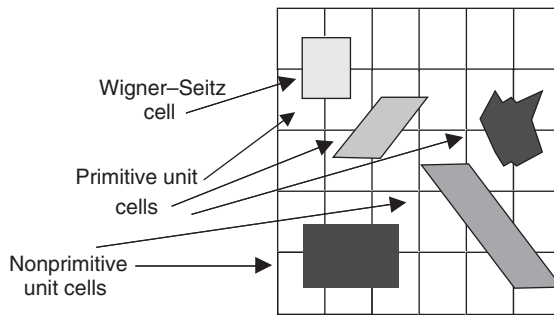 Wigner–Seitz
cell
Primitive unit
cells
Nonprimitive
unit cells